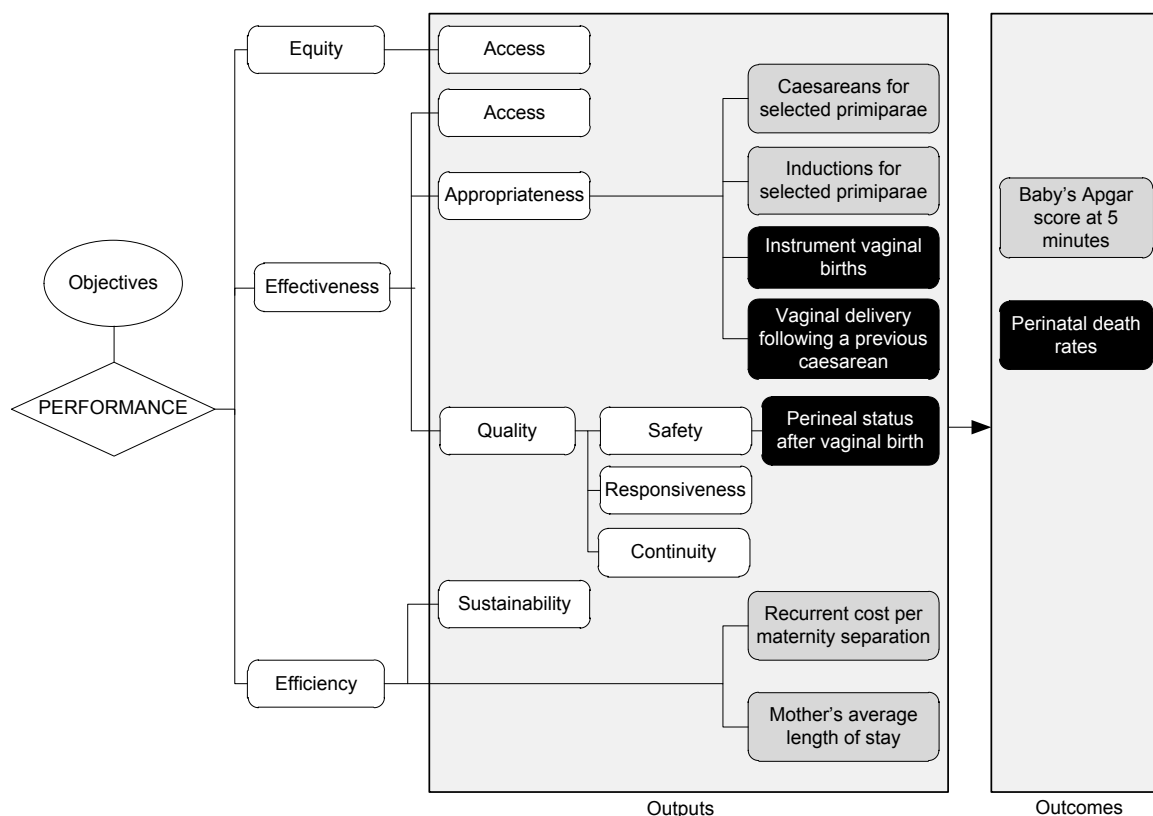 Objectives
PERFORMANCE
Equity
Access
Effectiveness
Access
Appropriateness
Caesareans for
selected primiparae
Inductions for
selected primiparae
Instrument vaginal
births
Vaginal delivery
following a previous
caesarean
Quality
Safety
Perineal status
after vaginal birth
Responsiveness
Continuity
Efficiency
Sustainability
Recurrent cost per
maternity separation
Mother's average
length of stay
Outputs
Baby's Apgar
score at 5
minutes
Perinatal death
rates
Outcomes